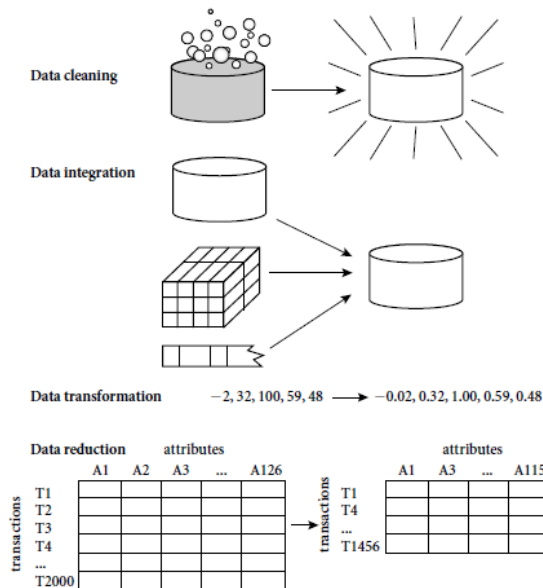 Data cleaning
Data integration
Data transformation −2, 32, 100, 59, 48 −0.02, 0.32, 1.00, 0.59, 0.48
Data reduction attributes attributes
A1 A2 A3 ... A126 A1 A3 ... A115
transactions transactions
T1 T1
T2 T4
T3 ...
T4 T1456
...
T2000